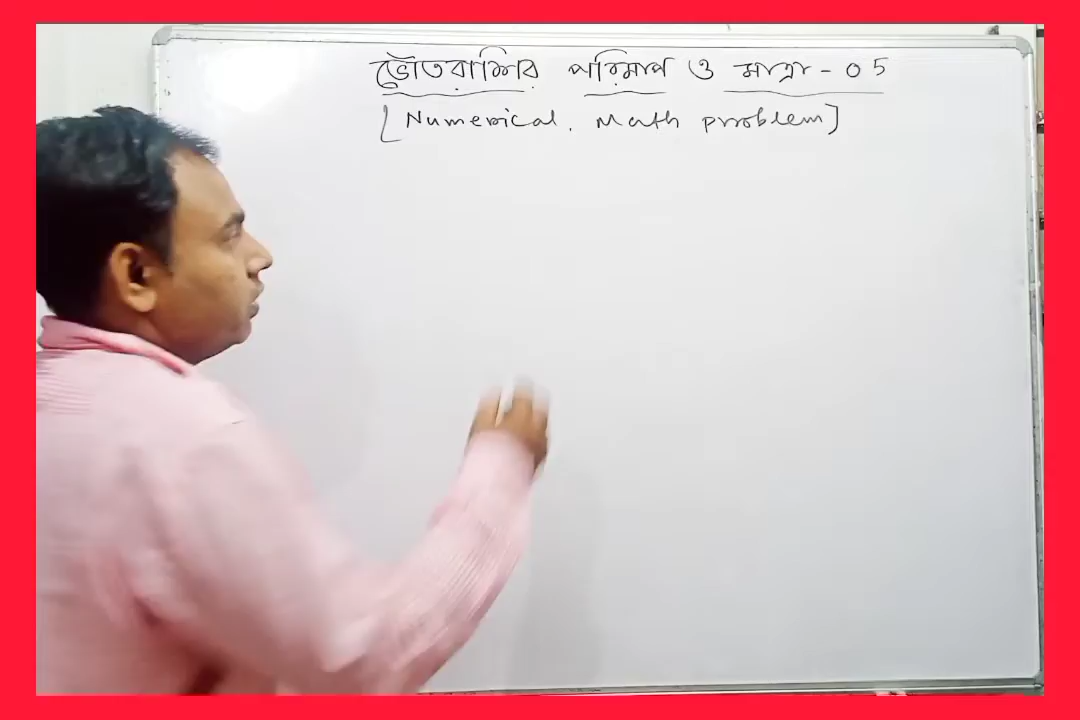 ভৌতরাশির পরিমাপ ও মাত্রা - 05
[Numerical. Math problem]